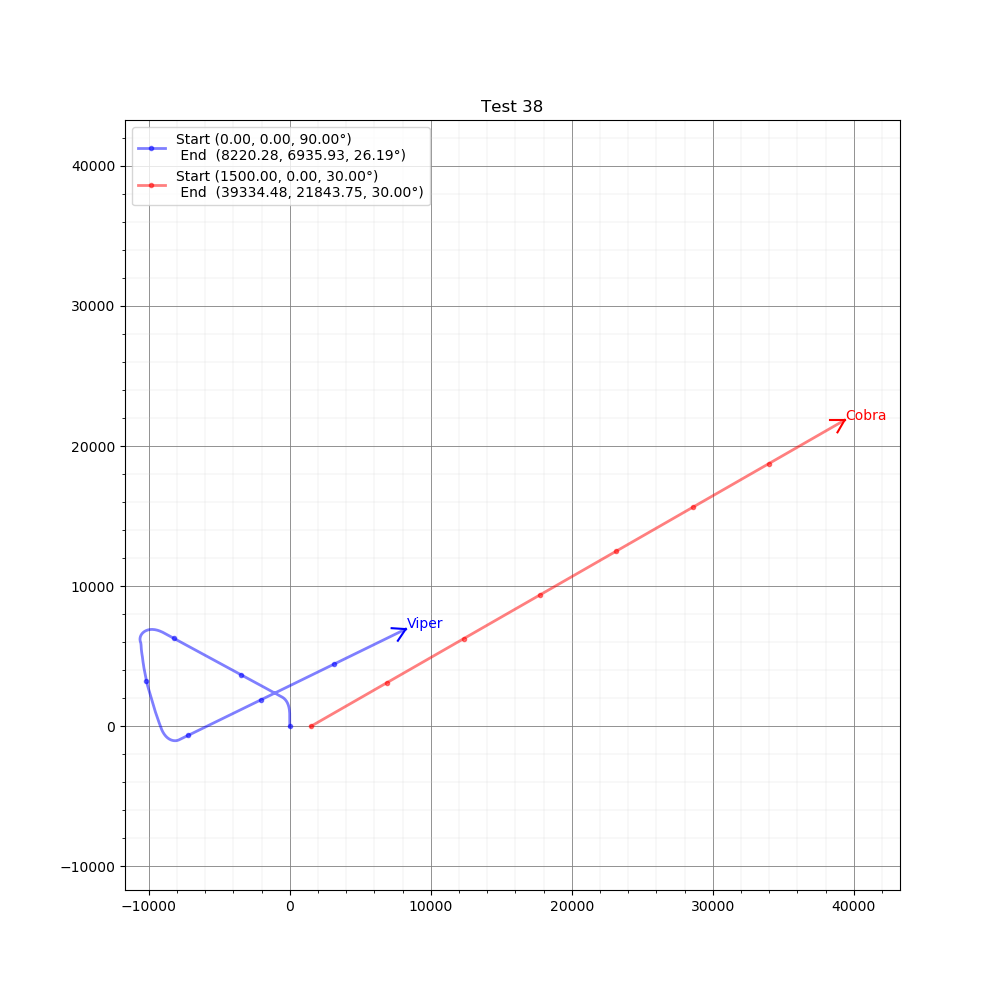 Test 38
Start (0.00, 0.00, 90.00°)
End (8220.28, 6935.93, 26.19°)
Start (1500.00, 0.00, 30.00°)
End (39334.48, 21843.75, 30.00°)
40000
30000
20000
10000
0
−10000
Cobra
Viper
−10000 0 10000 20000 30000 40000